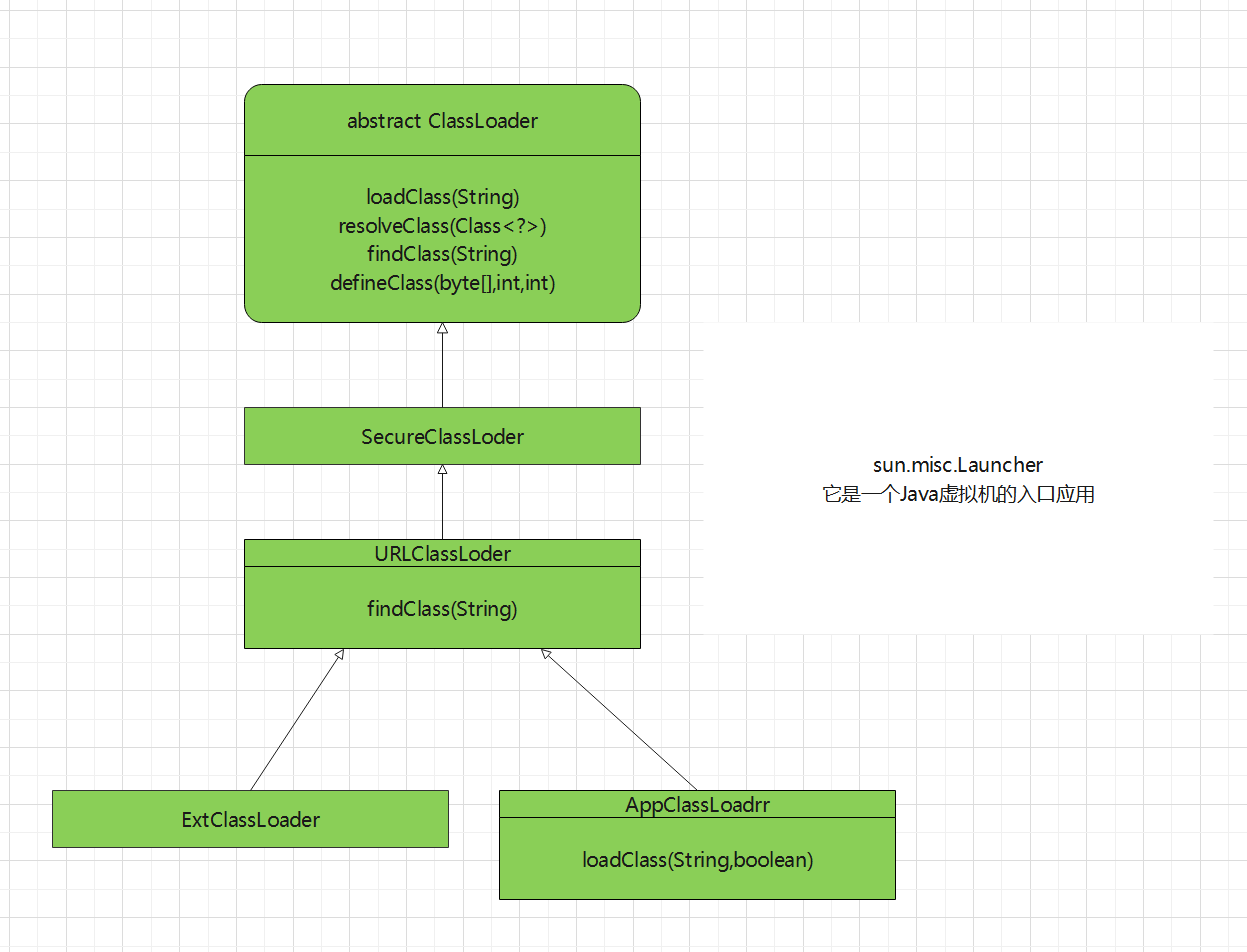 abstract ClassLoader
loadClass(String)
resolveClass(Class<?>)
findClass(String)
defineClass(byte[],int,int)
SecureClassLoder
sun.misc.Launcher
它是一个Java虚拟机的入口应用
URLClassLoder
findClass(String)
ExtClassLoader
AppClassLoadrr
loadClass(String,boolean)